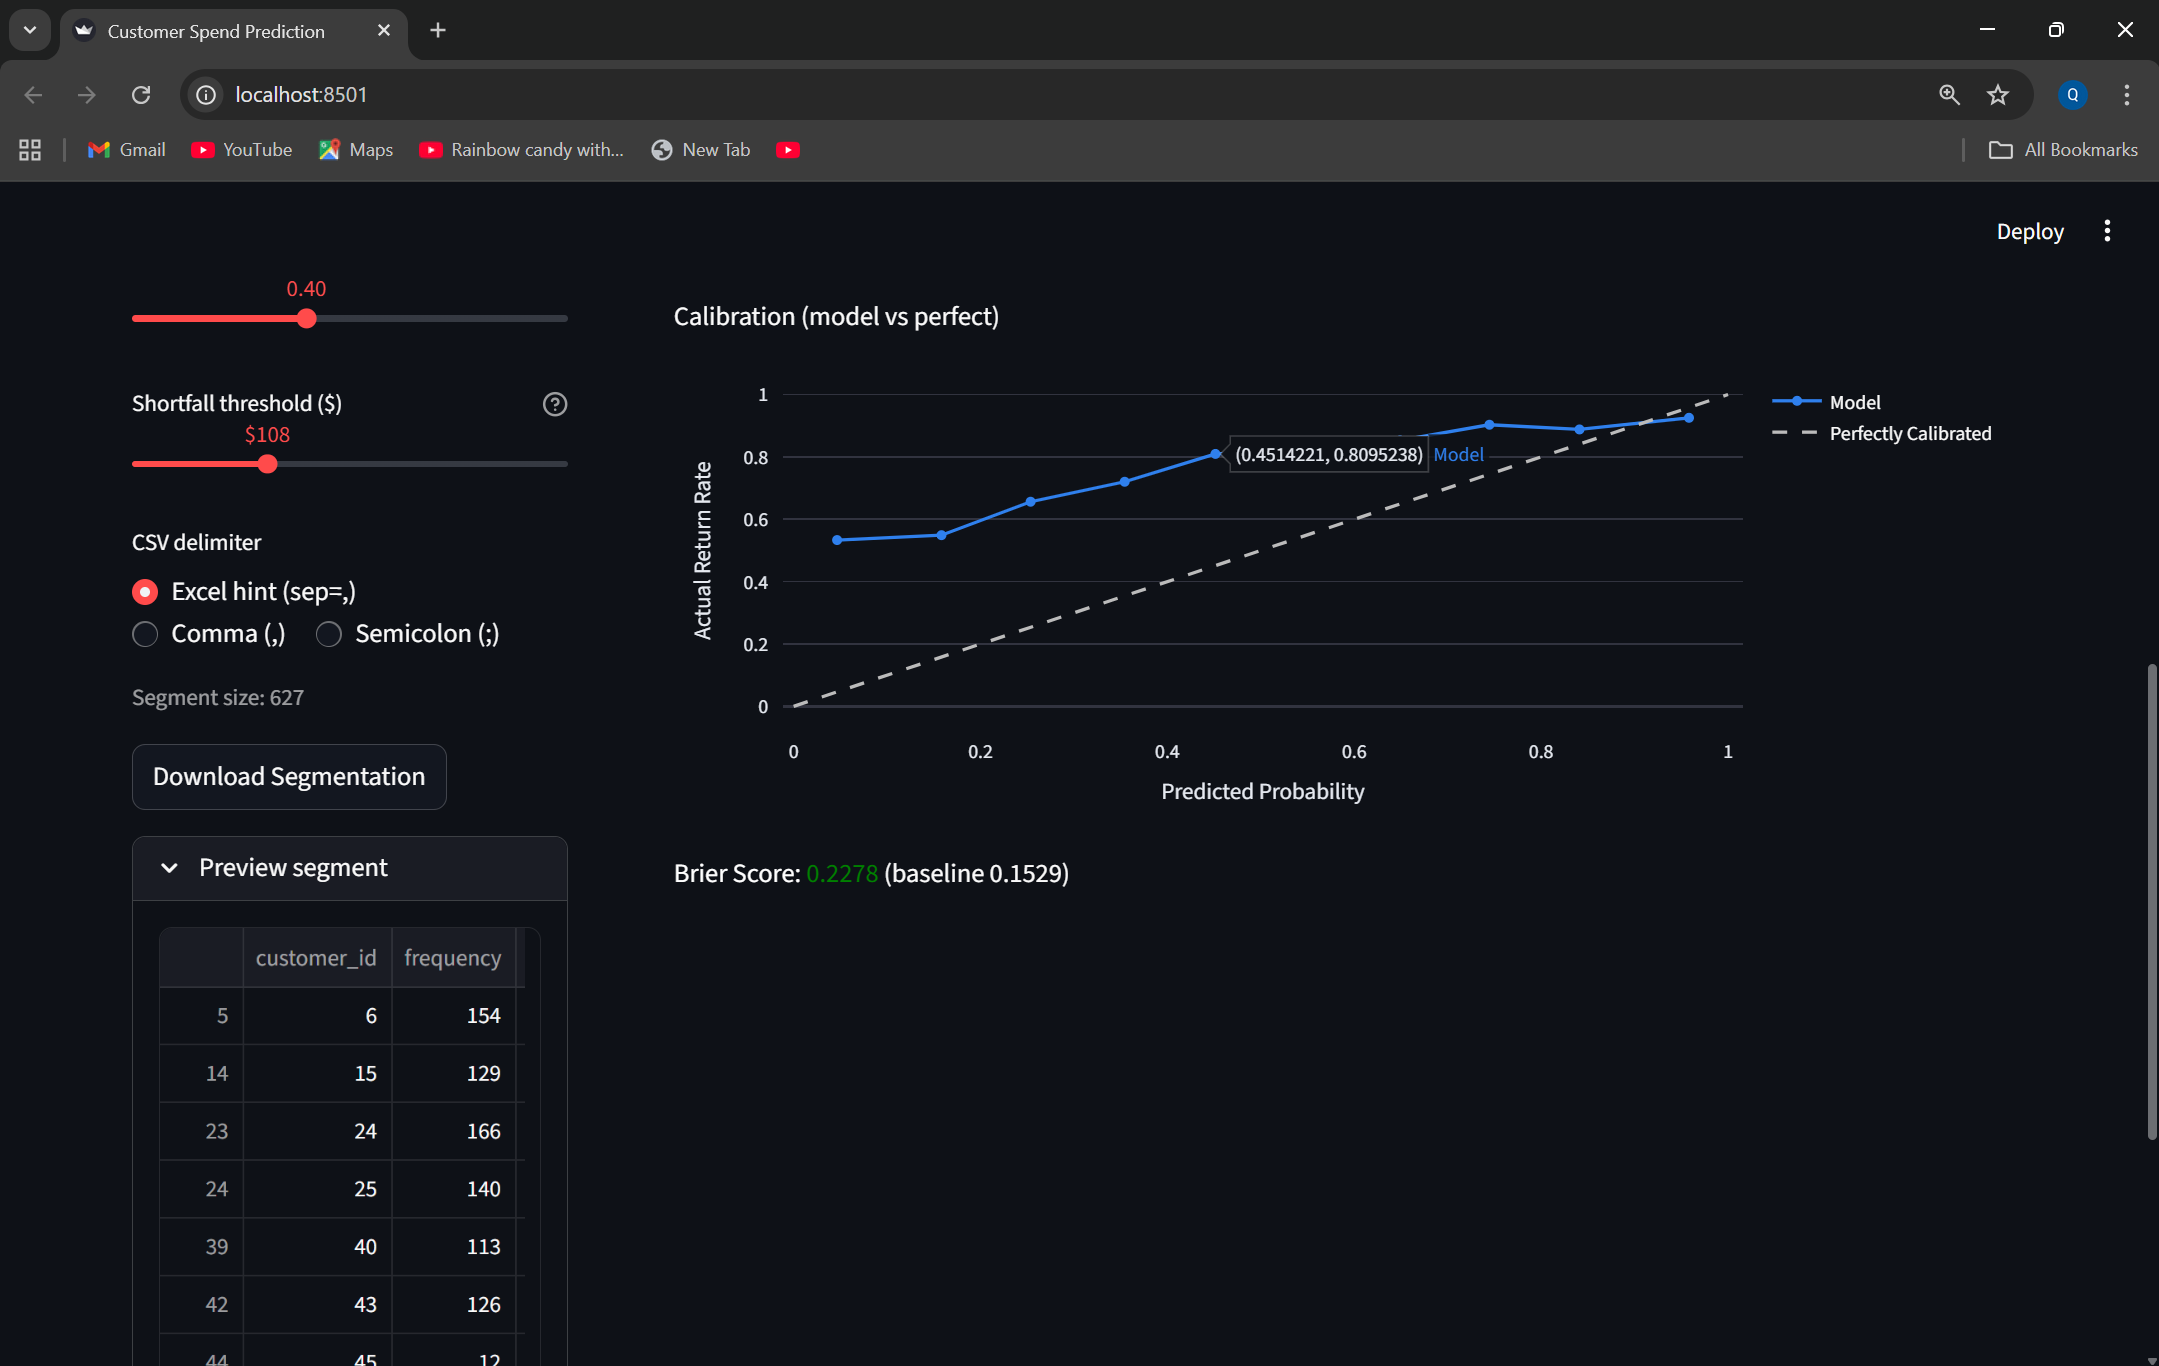 Customer Spend Prediction
localhost:8501
Q
Gmail
YouTube
Maps
Rainbow candy with...
New Tab
All Bookmarks
Deploy
0.40
Shortfall threshold ($)
$108
CSV delimiter
Excel hint (sep=,)
Comma (,)
Semicolon (;)
Segment size: 627
Download Segmentation
Preview segment
customer_id frequency
5 6 154
14 15 129
23 24 166
24 25 140
39 40 113
42 43 126
44 45 12
Calibration (model vs perfect)
1
0.8
0.6
0.4
0.2
0
Actual Return Rate
(0.4514221, 0.8095238) Model
0 0.2 0.4 0.6 0.8 1
Predicted Probability
Model
Perfectly Calibrated
Brier Score: 0.2278 (baseline 0.1529)